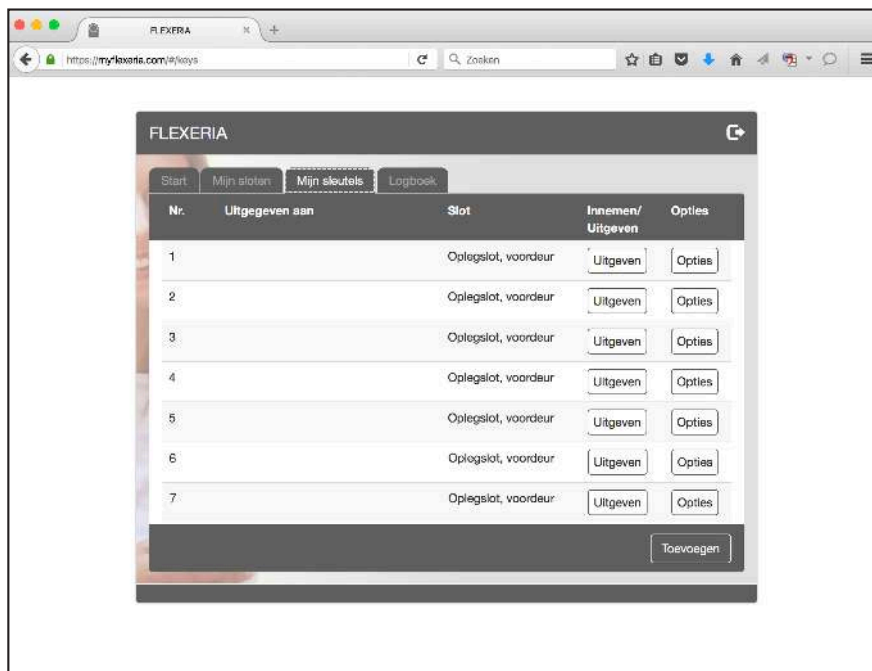 FLEXERIA
https://myflexeria.com/#/keys
Zoeken
FLEXERIA
Start Mijn sloten Mijn sleutels Logboek
Nr. Uitgegeven aan Slot Innemen/ Opties
Uitgeven
1 Oplegslot, voordeur Uitgeven Opties
2 Oplegslot, voordeur Uitgeven Opties
3 Oplegslot, voordeur Uitgeven Opties
4 Oplegslot, voordeur Uitgeven Opties
5 Oplegslot, voordeur Uitgeven Opties
6 Oplegslot, voordeur Uitgeven Opties
7 Oplegslot, voordeur Uitgeven Opties
Toevoegen